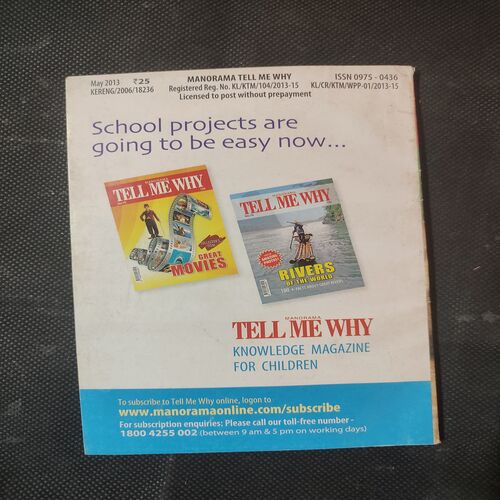 May 2013 ₹25
KERENG/2006/18236
MANORAMA TELL ME WHY
Registered Reg. No. KL/KTM/104/2013-15
Licensed to post without prepayment
ISSN 0975 - 0436
KL/CR/KTM/WPP-01/2013-15
School projects are
going to be easy now...
MANORAMA
TELL ME WHY
GREAT
MOVIES
MANORAMA
TELL ME WHY
RIVERS
OF THE WORLD
MANORAMA
TELL ME WHY
KNOWLEDGE MAGAZINE
FOR CHILDREN
To subscribe to Tell Me Why online, logon to
www.manoramaonline.com/subscribe
For subscription enquiries: Please call our toll-free number -
1800 4255 002 (between 9 am & 5 pm on working days)